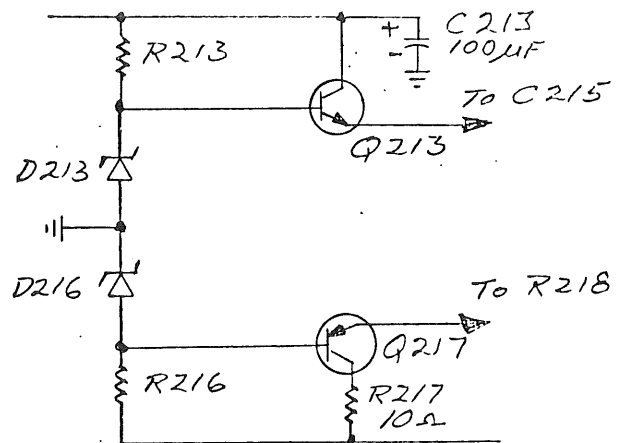 R213
+
-
C213
100µF
To C215
Q213
D213
D216
To R218
Q217
R216
R217
10Ω